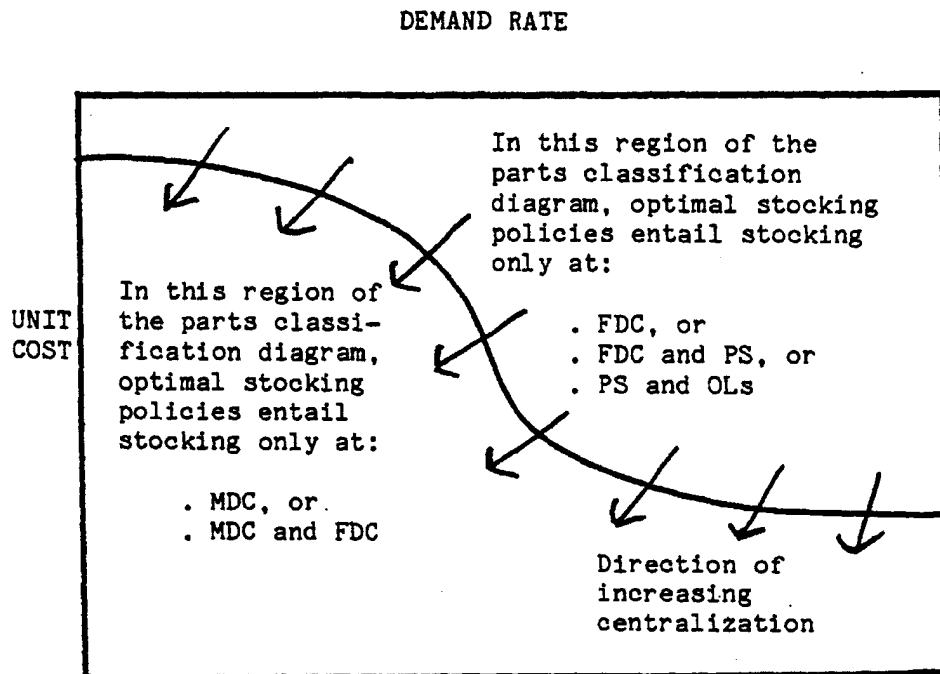 DEMAND RATE
In this region of the
parts classification
diagram, optimal stocking
policies entail stocking
only at:
. FDC, or
. FDC and PS, or
. PS and OLs
UNIT
COST
In this region of
the parts classi-
fication diagram,
optimal stocking
policies entail
stocking only at:
. MDC, or.
. MDC and FDC
Direction of
increasing
centralization